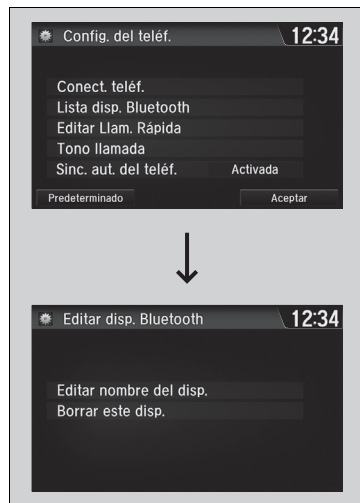 Config. del teléf.
12:34
Conect. teléf.
Lista disp. Bluetooth
Editar Llam. Rápida
Tono llamada
Sinc. aut. del teléf. Activada
Predeterminado Aceptar
Editar disp. Bluetooth
12:34
Editar nombre del disp.
Borrar este disp.